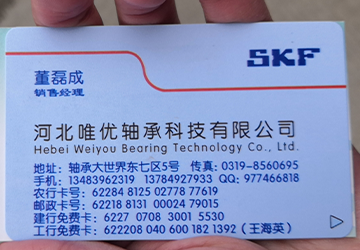 SKF
董磊成
销售经理
河北唯优轴承科技有限公司
Hebei Weiyou Bearing Technology Co., Ltd.
地址：轴承大世界东七区5号 传真：0319-8560695
手机：13483962319 13784927933 QQ：977466818
农行卡号：62284 8125 02778 77619
邮政卡号：62218 8131 00024 79015
建行免费卡：6227 0708 3001 5530
工行免费卡：622208 040 600 182 1392（王海英）